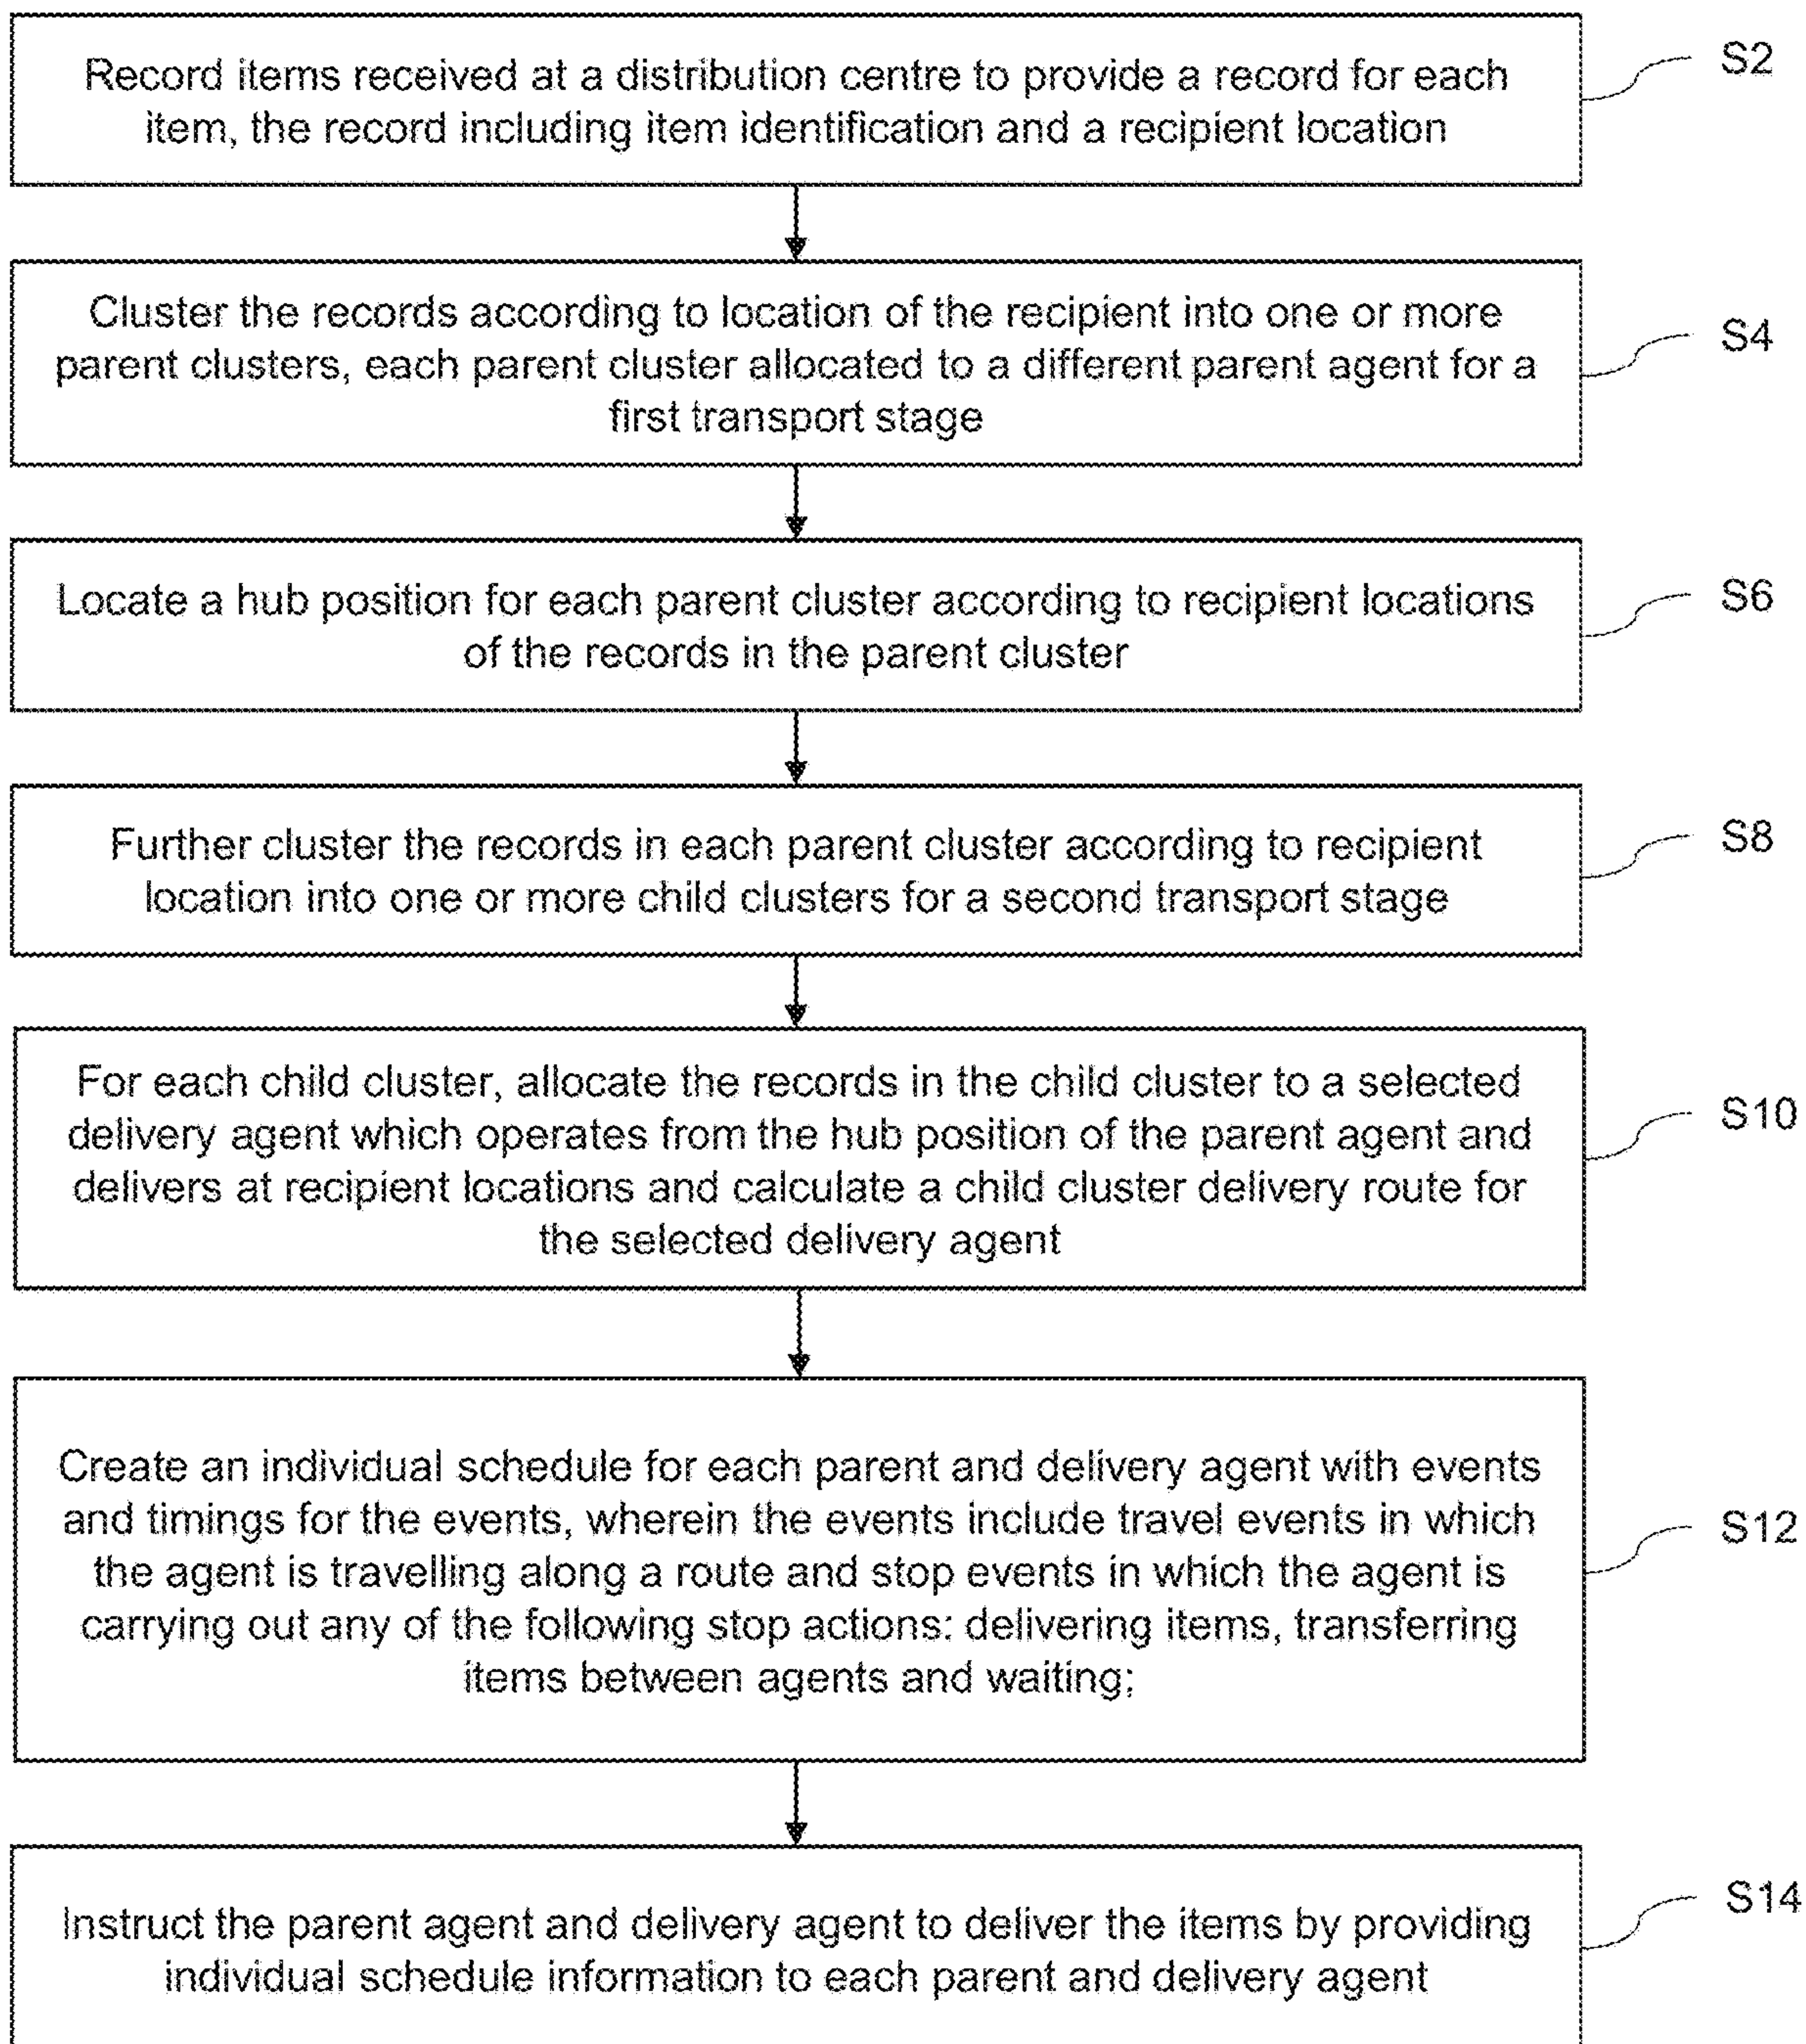 Record items received at a distribution centre to provide a record for each
item, the record including item identification and a recipient location
S2
Cluster the records according to location of the recipient into one or more
parent clusters, each parent cluster allocated to a different parent agent for a
first transport stage
S4
Locate a hub position for each parent cluster according to recipient locations
of the records in the parent cluster
S6
Further cluster the records in each parent cluster according to recipient
location into one or more child clusters for a second transport stage
S8
For each child cluster, allocate the records in the child cluster to a selected
delivery agent which operates from the hub position of the parent agent and
delivers at recipient locations and calculate a child cluster delivery route for
the selected delivery agent
S10
Create an individual schedule for each parent and delivery agent with events
and timings for the events, wherein the events include travel events in which
the agent is travelling along a route and stop events in which the agent is
carrying out any of the following stop actions: delivering items, transferring
items between agents and waiting;
S12
Instruct the parent agent and delivery agent to deliver the items by providing
individual schedule information to each parent and delivery agent
S14